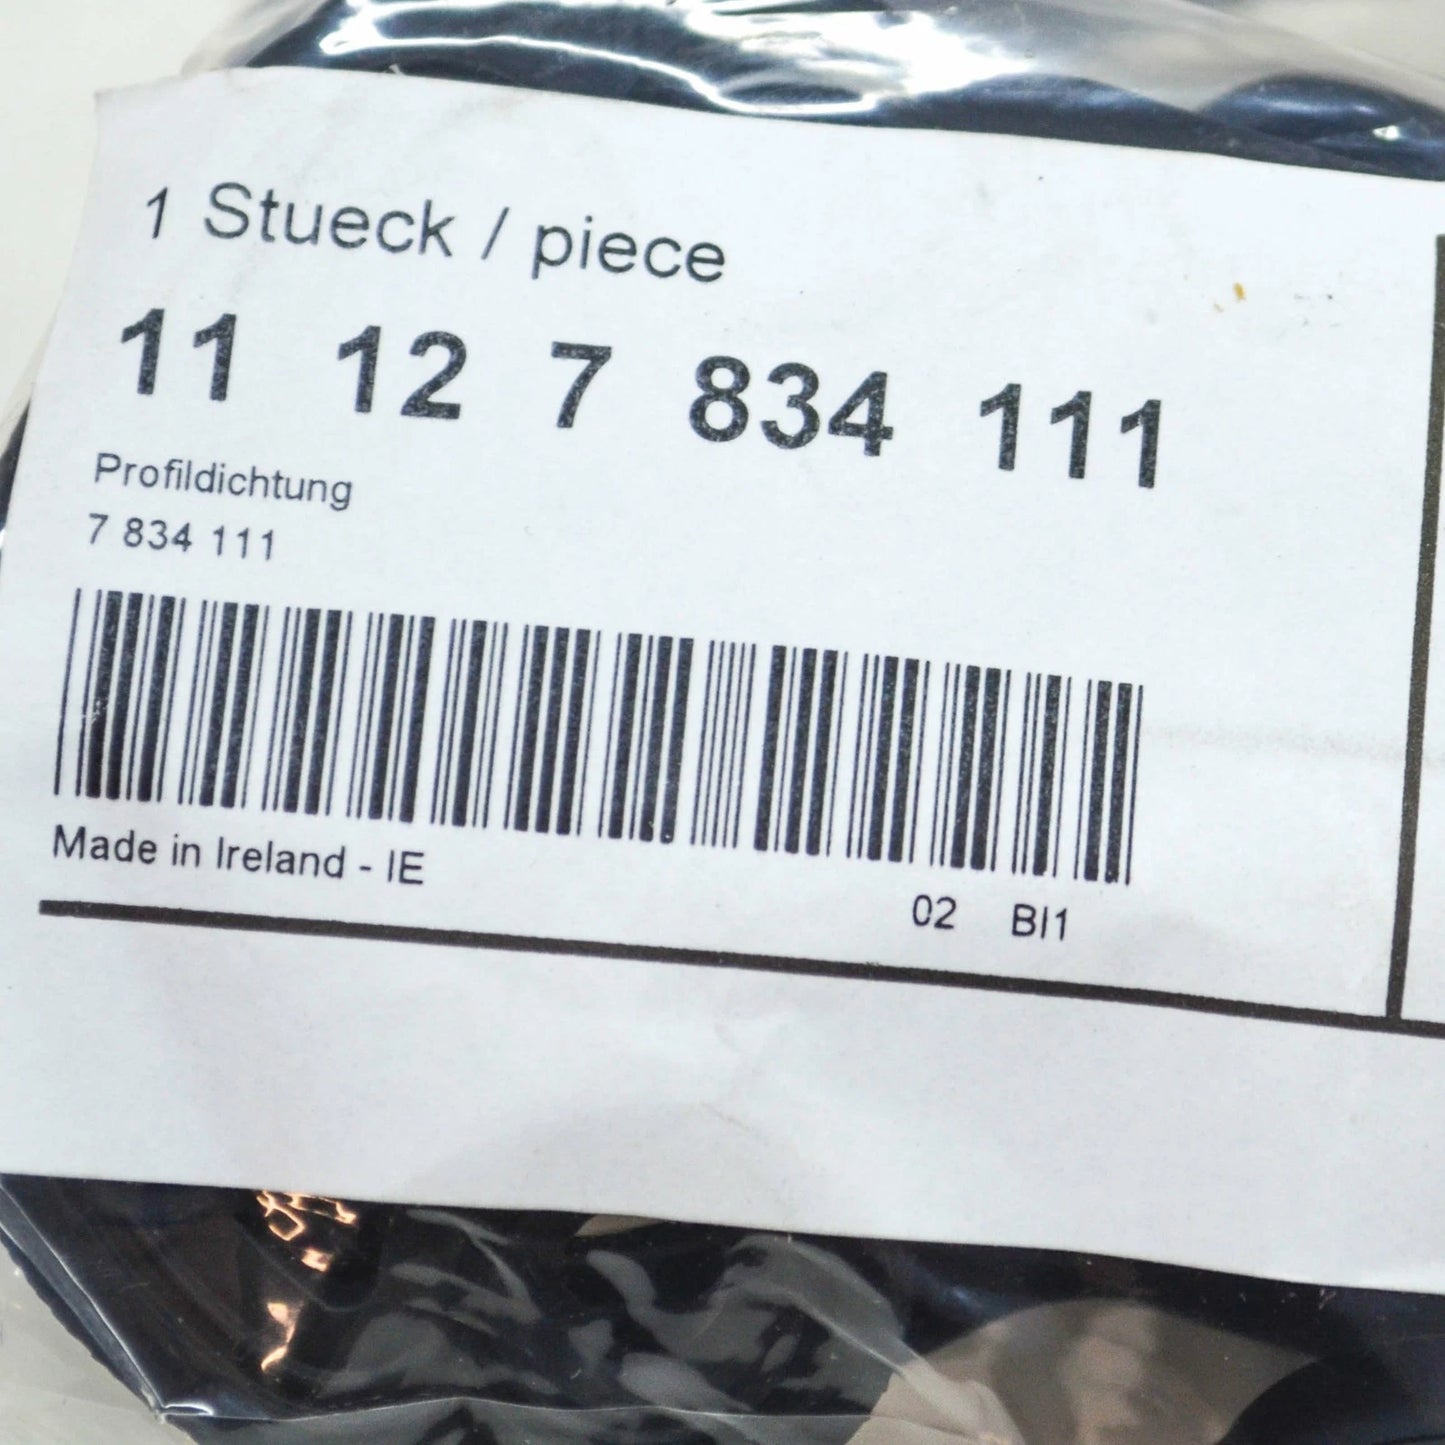 1 Stueck / piece
11 12 7 834 111
Profildichtung
7 834 111
Made in Ireland - IE
02 BI1